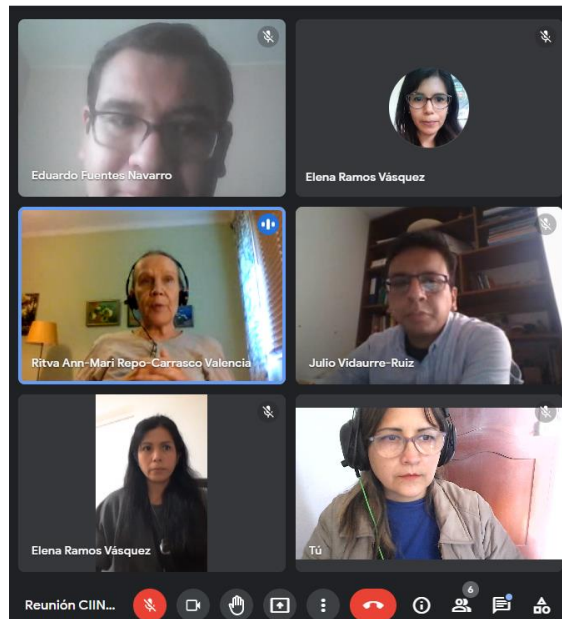 Eduardo Fuentes Navarro
Elena Ramos Vásquez
Ritva Ann-Mari Repo-Carrasco Valencia
Julio Vidaurre-Ruiz
Elena Ramos Vásquez
Tú
Reunión CIIN...
6